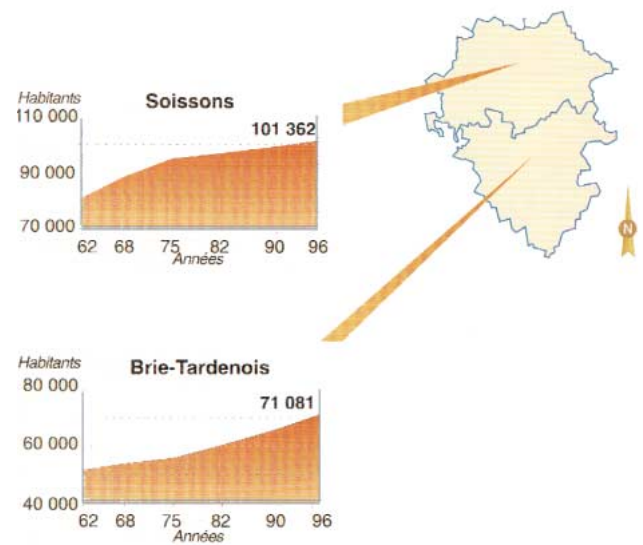 Habitants
Soissons
110 000
101 362
90 000
70 000
62 68 75 82 90 96
Années
N
Habitants
Brie-Tardenois
80 000
71 081
60 000
40 000
62 68 75 82 90 96
Années